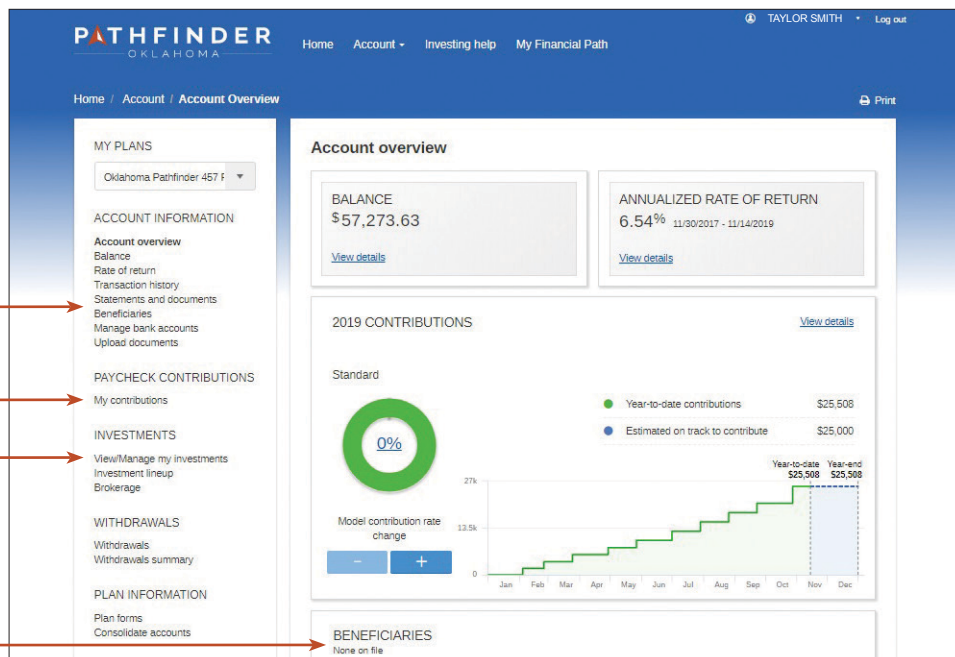 TAYLOR SMITH
Log out
PATHFINDER
OKLAHOMA
Home Account Investing help My Financial Path
Home / Account / Account Overview
Print
MY PLANS
Oklahoma Pathfinder 457 F
ACCOUNT INFORMATION
Account overview
Balance
Rate of return
Transaction history
Statements and documents
Beneficiaries
Manage bank accounts
Upload documents
PAYCHECK CONTRIBUTIONS
My contributions
INVESTMENTS
View/Manage my investments
Investment lineup
Brokerage
WITHDRAWALS
Withdrawals
Withdrawals summary
PLAN INFORMATION
Plan forms
Consolidate accounts
Account overview
BALANCE
$57,273.63
View details
ANNUALIZED RATE OF RETURN
6.54% 11/30/2017 - 11/14/2019
View details
2019 CONTRIBUTIONS
View details
Standard
0%
Model contribution rate
change
- +
Year-to-date contributions $25,508
Estimated on track to contribute $25,000
Year-to-date Year-end
$25,508 $25,508
27k
13.5k
0
Jan Feb Mar Apr May Jun Jul Aug Sep Oct Nov Dec
BENEFICIARIES
None on file